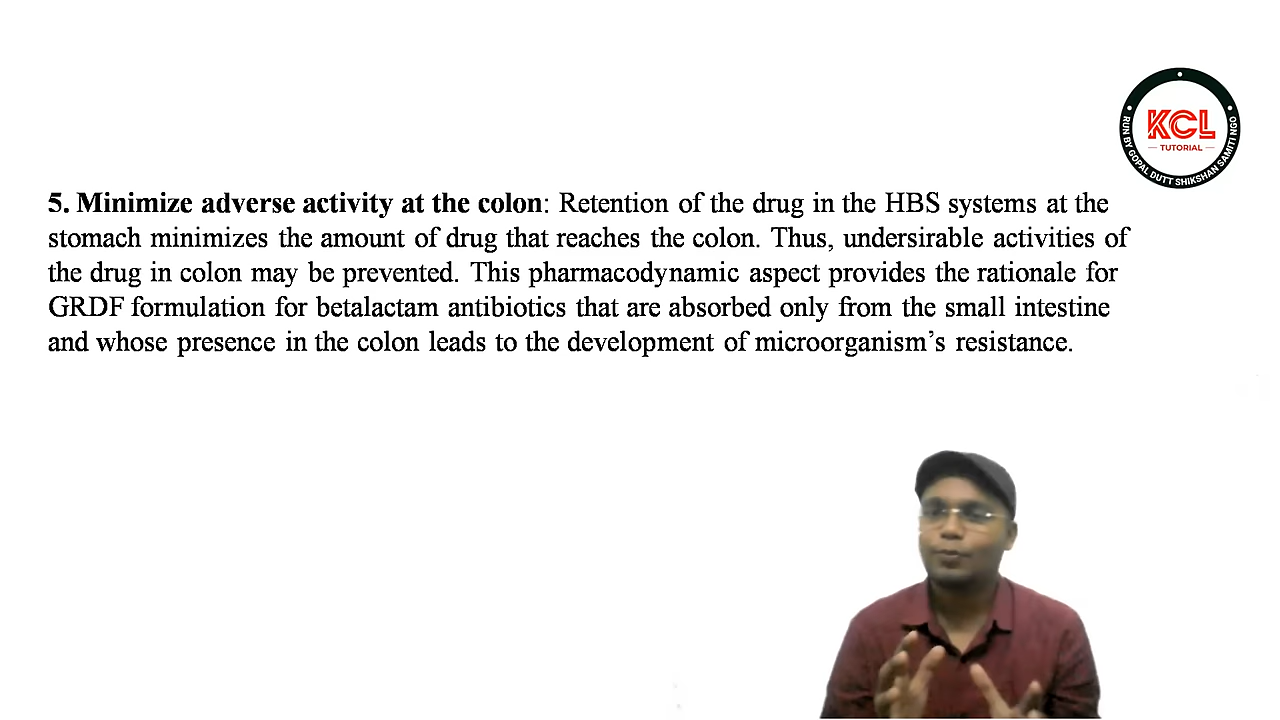 KCL
TUTORIAL
RUN BY GOPAL DUTT SHIKSHAN SAMITI NGO
5. Minimize adverse activity at the colon: Retention of the drug in the HBS systems at the
stomach minimizes the amount of drug that reaches the colon. Thus, undersirable activities of
the drug in colon may be prevented. This pharmacodynamic aspect provides the rationale for
GRDF formulation for betalactam antibiotics that are absorbed only from the small intestine
and whose presence in the colon leads to the development of microorganism’s resistance.